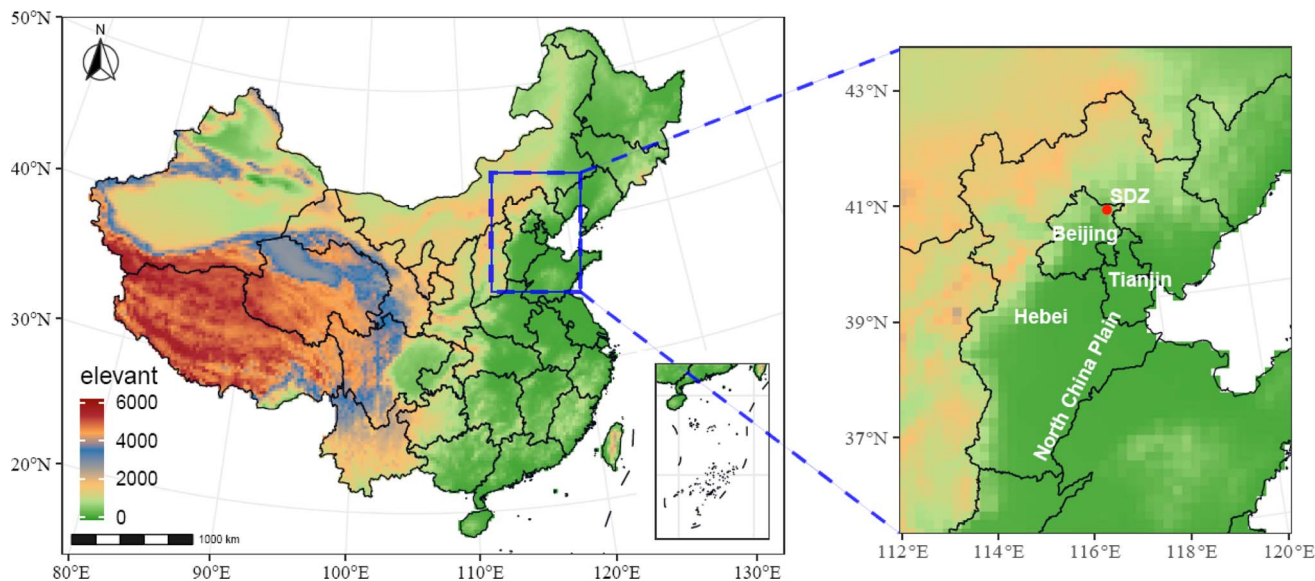 50°N
N
40°N
30°N
20°N
elevant
6000
4000
2000
0
1000 km
80°E
90°E
100°E
110°E
120°E
130°E
43°N
41°N
39°N
37°N
SDZ
Beijing
Tianjin
Hebei
North China Plain
112°E
114°E
116°E
118°E
120°E